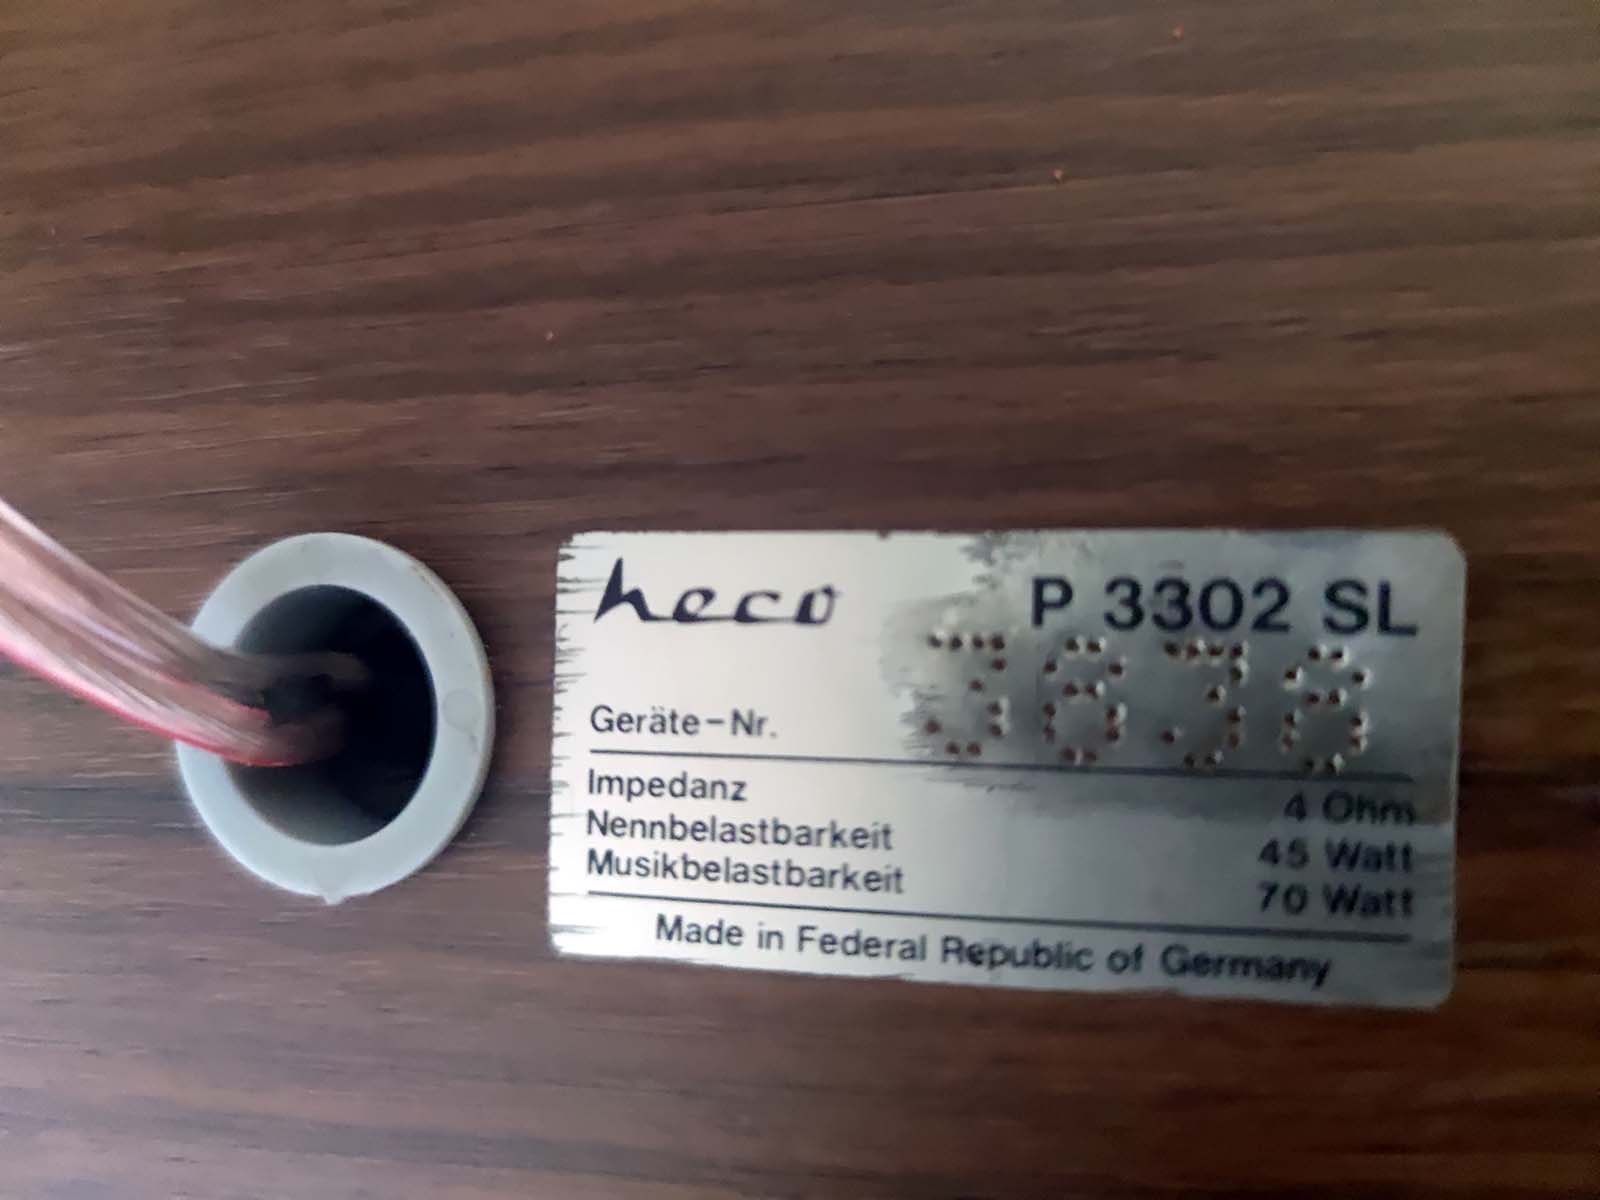 heco P 3302 SL
Geräte-Nr. 3838
Impedanz 4 Ohm
Nennbelastbarkeit 45 Watt
Musikbelastbarkeit 70 Watt
Made in Federal Republic of Germany